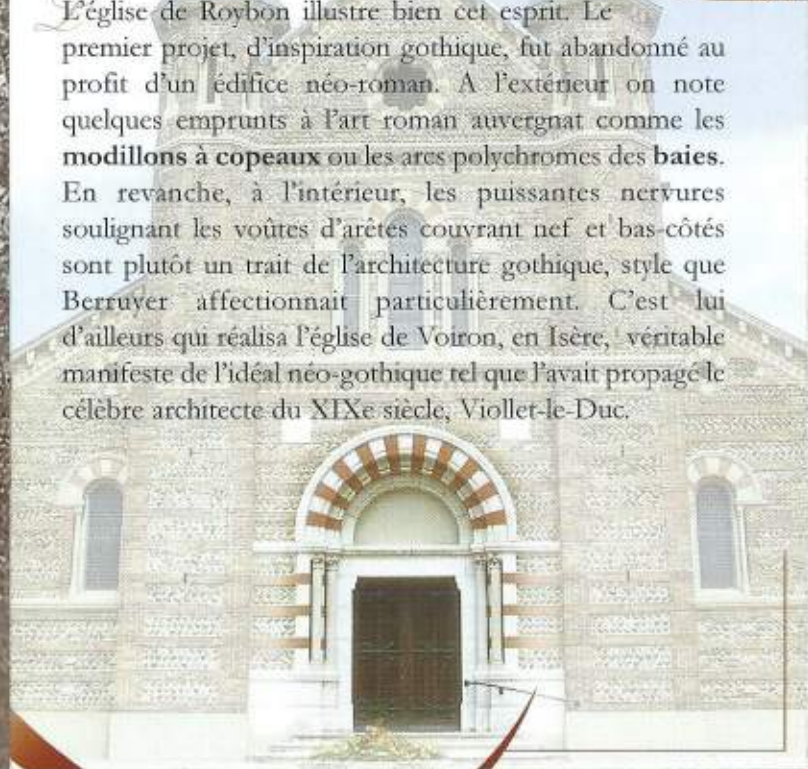 L'église de Roybon illustre bien cet esprit. Le
premier projet, d'inspiration gothique, fut abandonné au
profit d'un édifice néo-roman. A l'extérieur on note
quelques emprunts à l'art roman auvergnat comme les
modillons à copeaux ou les arcs polychromes des baies.
En revanche, à l'intérieur, les puissantes nervures
soulignant les voûtes d'arêtes couvrant nef et bas-côtés
sont plutôt un trait de l'architecture gothique, style que
Berruyer affectionnait particulièrement. C'est lui
d'ailleurs qui réalisa l'église de Voiron, en Isère, véritable
manifeste de l'idéal néo-gothique tel que l'avait propagé le
célèbre architecte du XIXe siècle, Viollet-le-Duc.